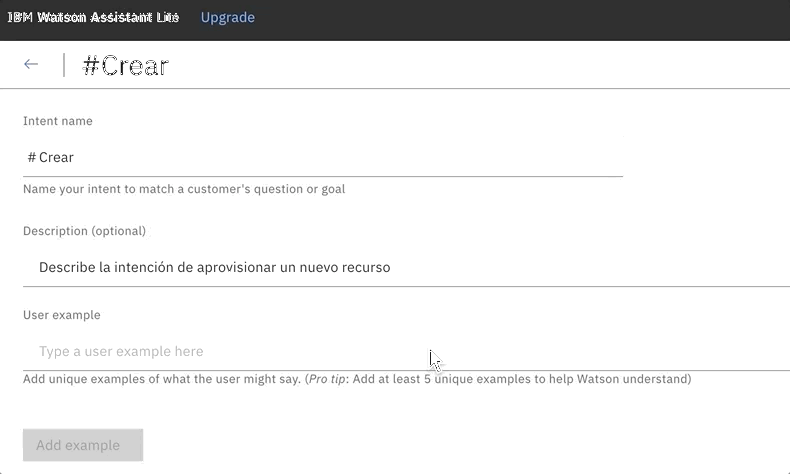 IBM Watson Assistant Lite Upgrade
#Crear
Intent name
# Crear
Name your intent to match a customer's question or goal
Description (optional)
Describe la intención de aprovisionar un nuevo recurso
User example
Type a user example here
Add unique examples of what the user might say. (Pro tip: Add at least 5 unique examples to help Watson understand)
Add example